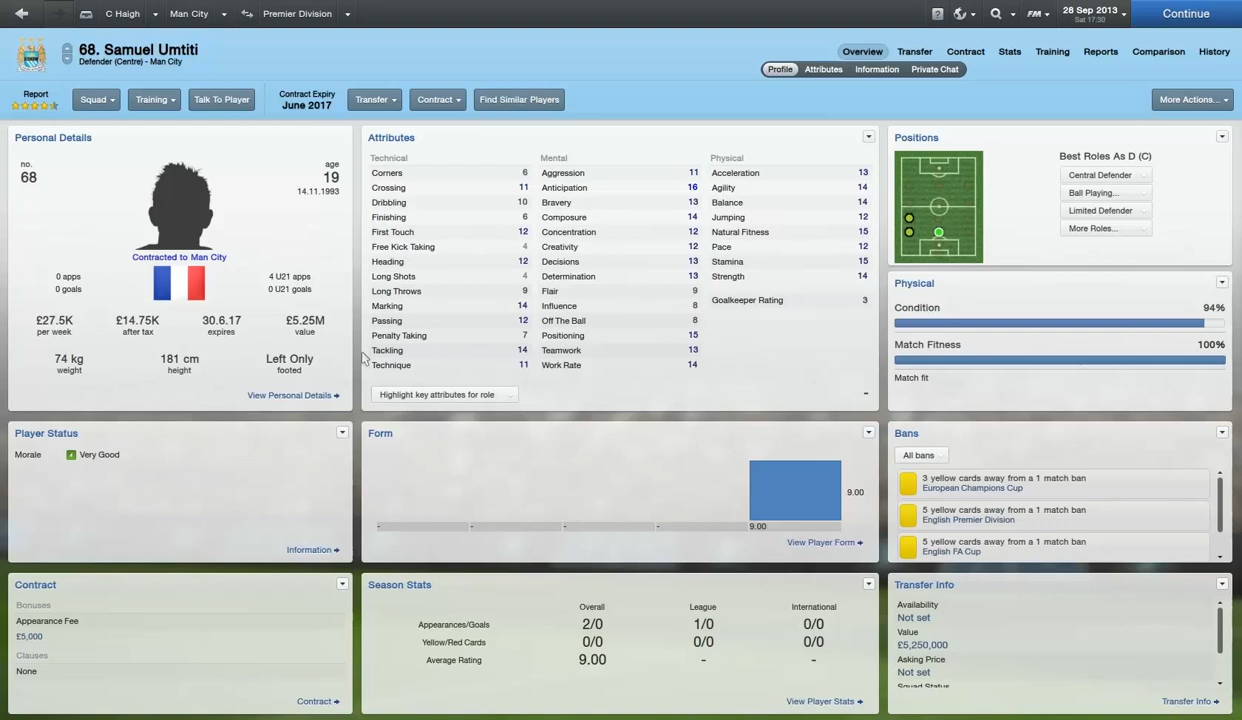 C Haigh Man City Premier Division ? FM 28 Sep 2013 Continue
Sat 17:30
68. Samuel Umtiti
Defender (Centre) - Man City
Overview Transfer Contract Stats Training Reports Comparison History
Profile Attributes Information Private Chat
Report
Squad Training Talk To Player
Contract Expiry
June 2017
Transfer Contract Find Similar Players More Actions...
Personal Details
no.
68
age
19
14.11.1993
Contracted to Man City
0 apps
0 goals
4 U21 apps
0 U21 goals
£27.5K £14.75K 30.6.17 £5.25M
per week after tax expires value
74 kg 181 cm Left Only
weight height footed
View Personal Details
Attributes
Technical Mental Physical
Corners 6 Aggression 11 Acceleration 13
Crossing 11 Anticipation 16 Agility 14
Dribbling 10 Bravery 13 Balance 14
Finishing 6 Composure 14 Jumping 12
First Touch 12 Concentration 12 Natural Fitness 15
Free Kick Taking 4 Creativity 12 Pace 12
Heading 12 Decisions 13 Stamina 15
Long Shots 4 Determination 13 Strength 14
Long Throws 9 Flair 9
Goalkeeper Rating 3
Marking 14 Influence 8
Passing 12 Off The Ball 8
Penalty Taking 7 Positioning 15
Tackling 14 Teamwork 13
Technique 11 Work Rate 14
Highlight key attributes for role -
Positions
Best Roles As D (C)
Central Defender
Ball Playing...
Limited Defender
More Roles...
Physical
Condition 94%
Match Fitness 100%
Match fit
Player Status
Morale Very Good
Information
Form
9.00
- - - - 9.00
View Player Form
Bans
All bans
3 yellow cards away from a 1 match ban
European Champions Cup
5 yellow cards away from a 1 match ban
English Premier Division
5 yellow cards away from a 1 match ban
English FA Cup
Contract
Bonuses
Appearance Fee
£5,000
Clauses
None
Contract
Season Stats
Overall League International
Appearances/Goals 2/0 1/0 0/0
Yellow/Red Cards 0/0 0/0 0/0
Average Rating 9.00 - -
View Player Stats
Transfer Info
Availability
Not set
Value
£5,250,000
Asking Price
Not set
Squad Status
Transfer Info